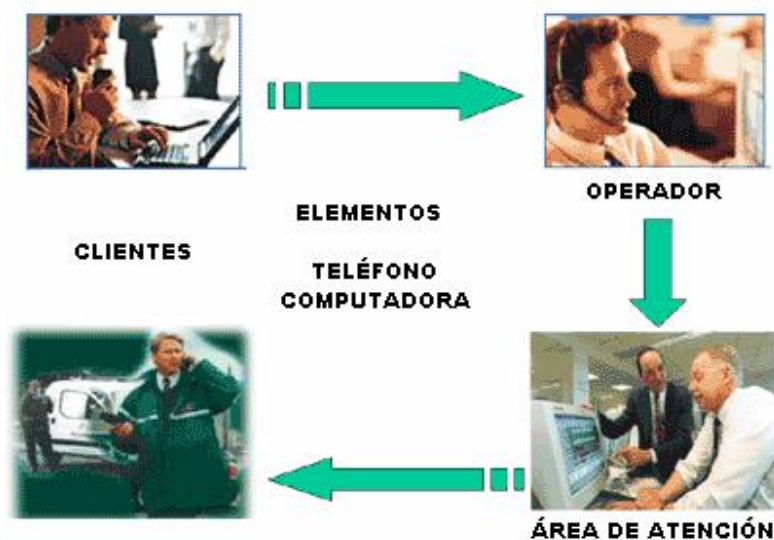 OPERADOR
ELEMENTOS
CLIENTES
TELÉFONO
COMPUTADORA
ÁREA DE ATENCIÓN